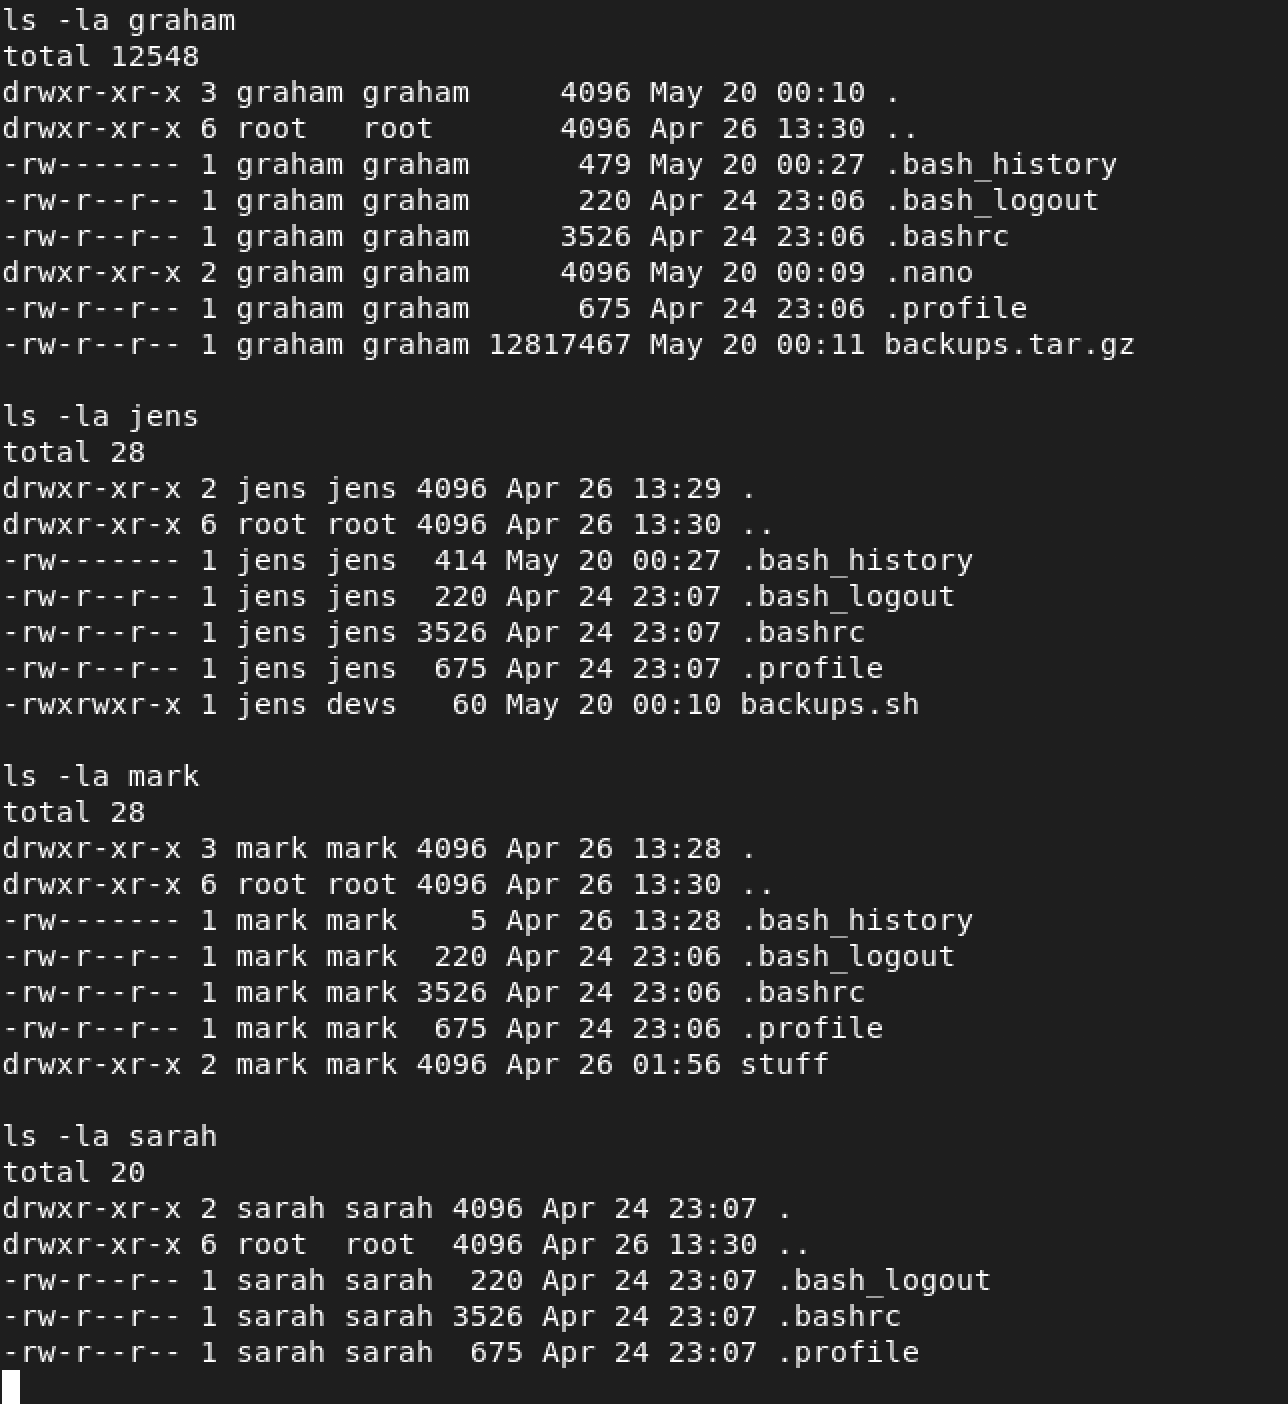 ls -la graham
total 12548
drwxr-xr-x 3 graham graham     4096 May 20 00:10 .
drwxr-xr-x 6 root   root       4096 Apr 26 13:30 ..
-rw------- 1 graham graham      479 May 20 00:27 .bash_history
-rw-r--r-- 1 graham graham      220 Apr 24 23:06 .bash_logout
-rw-r--r-- 1 graham graham     3526 Apr 24 23:06 .bashrc
drwxr-xr-x 2 graham graham     4096 May 20 00:09 .nano
-rw-r--r-- 1 graham graham      675 Apr 24 23:06 .profile
-rw-r--r-- 1 graham graham 12817467 May 20 00:11 backups.tar.gz

ls -la jens
total 28
drwxr-xr-x 2 jens jens 4096 Apr 26 13:29 .
drwxr-xr-x 6 root root 4096 Apr 26 13:30 ..
-rw------- 1 jens jens  414 May 20 00:27 .bash_history
-rw-r--r-- 1 jens jens  220 Apr 24 23:07 .bash_logout
-rw-r--r-- 1 jens jens 3526 Apr 24 23:07 .bashrc
-rw-r--r-- 1 jens jens  675 Apr 24 23:07 .profile
-rwxrwxr-x 1 jens devs   60 May 20 00:10 backups.sh

ls -la mark
total 28
drwxr-xr-x 3 mark mark 4096 Apr 26 13:28 .
drwxr-xr-x 6 root root 4096 Apr 26 13:30 ..
-rw------- 1 mark mark    5 Apr 26 13:28 .bash_history
-rw-r--r-- 1 mark mark  220 Apr 24 23:06 .bash_logout
-rw-r--r-- 1 mark mark 3526 Apr 24 23:06 .bashrc
-rw-r--r-- 1 mark mark  675 Apr 24 23:06 .profile
drwxr-xr-x 2 mark mark 4096 Apr 26 01:56 stuff

ls -la sarah
total 20
drwxr-xr-x 2 sarah sarah 4096 Apr 24 23:07 .
drwxr-xr-x 6 root  root  4096 Apr 26 13:30 ..
-rw-r--r-- 1 sarah sarah  220 Apr 24 23:07 .bash_logout
-rw-r--r-- 1 sarah sarah 3526 Apr 24 23:07 .bashrc
-rw-r--r-- 1 sarah sarah  675 Apr 24 23:07 .profile